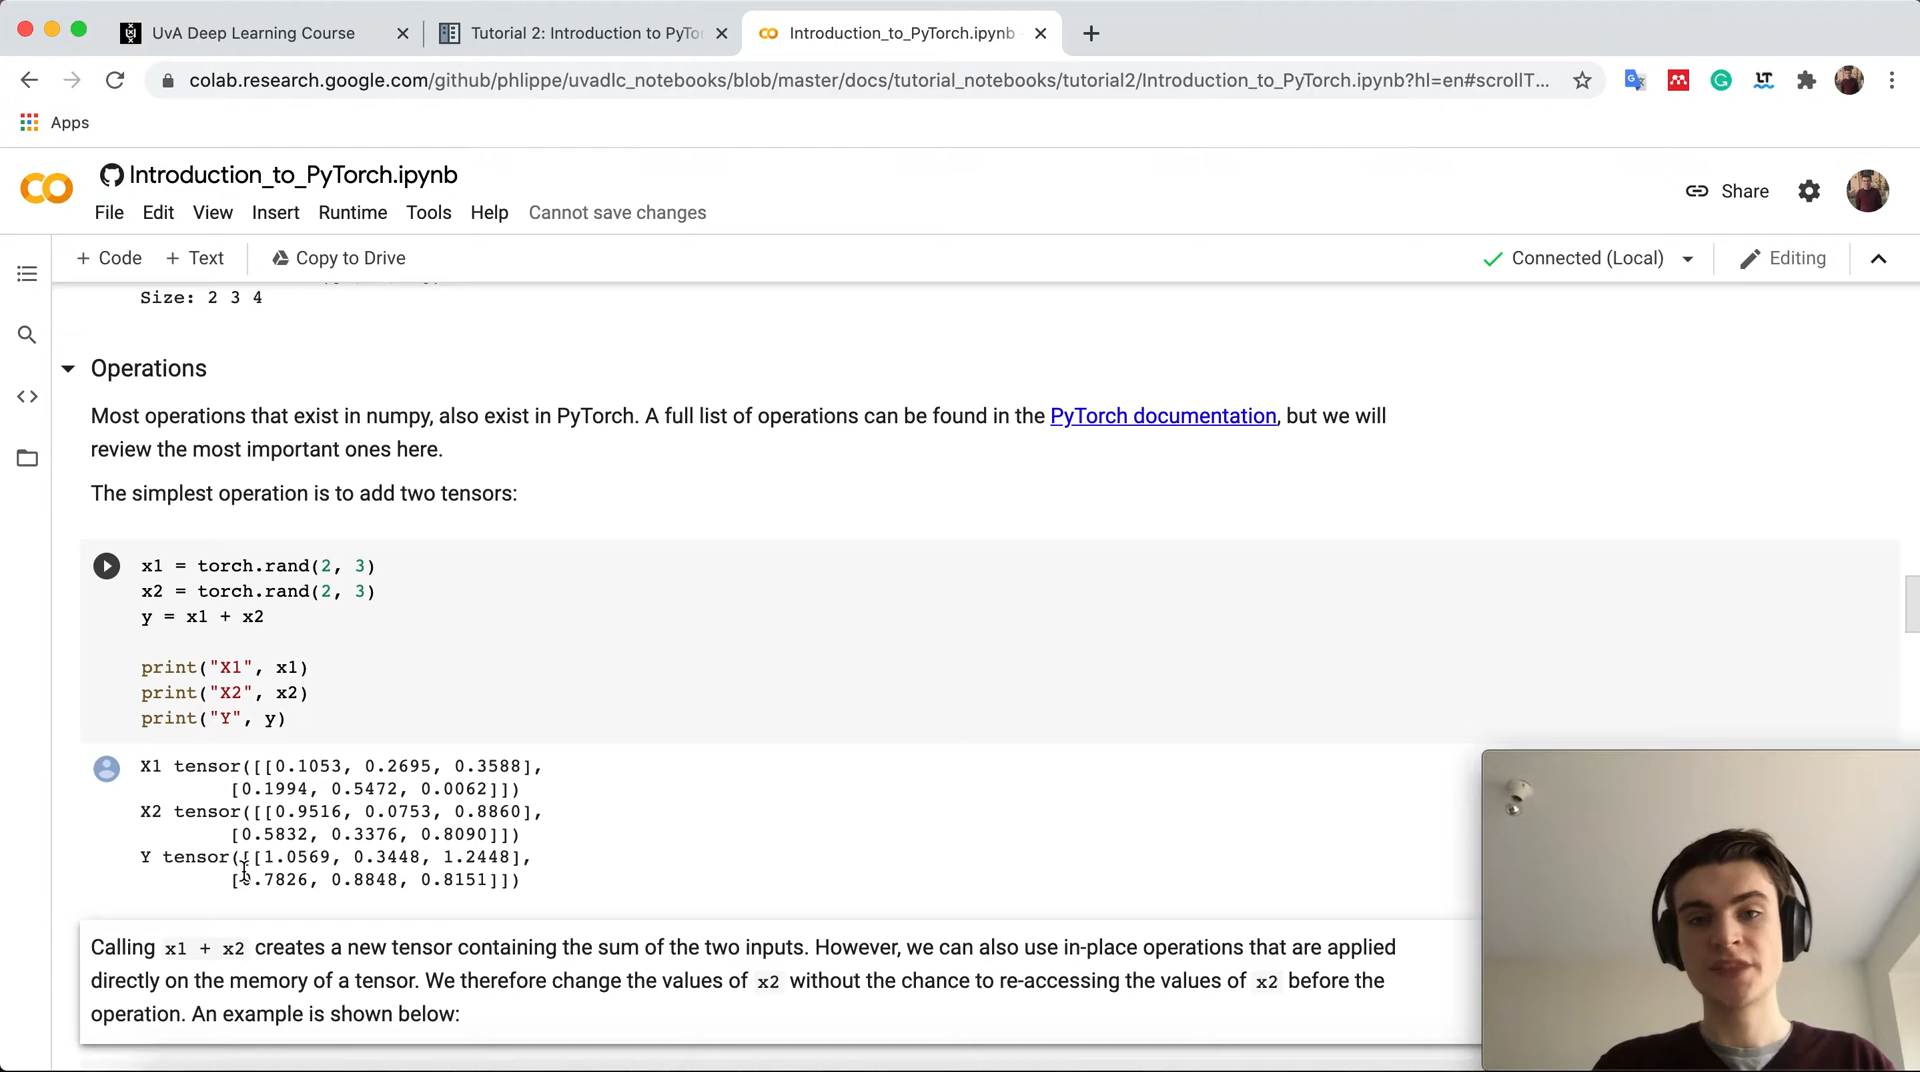 UvA Deep Learning Course
Tutorial 2: Introduction to PyTo
Introduction_to_PyTorch.ipynb
colab.research.google.com/github/phlippe/uvadlc_notebooks/blob/master/docs/tutorial_notebooks/tutorial2/Introduction_to_PyTorch.ipynb?hl=en#scrollT...
Apps
Introduction_to_PyTorch.ipynb
Share
File Edit View Insert Runtime Tools Help Cannot save changes
+ Code + Text Copy to Drive Connected (Local) Editing
Size: 2 3 4
Operations
Most operations that exist in numpy, also exist in PyTorch. A full list of operations can be found in the PyTorch documentation, but we will
review the most important ones here.
The simplest operation is to add two tensors:
x1 = torch.rand(2, 3)
x2 = torch.rand(2, 3)
y = x1 + x2
print("X1", x1)
print("X2", x2)
print("Y", y)
X1 tensor([[0.1053, 0.2695, 0.3588],
[0.1994, 0.5472, 0.0062]])
X2 tensor([[0.9516, 0.0753, 0.8860],
[0.5832, 0.3376, 0.8090]])
Y tensor([[1.0569, 0.3448, 1.2448],
[0.7826, 0.8848, 0.8151]])
Calling x1 + x2 creates a new tensor containing the sum of the two inputs. However, we can also use in-place operations that are applied
directly on the memory of a tensor. We therefore change the values of x2 without the chance to re-accessing the values of x2 before the
operation. An example is shown below: